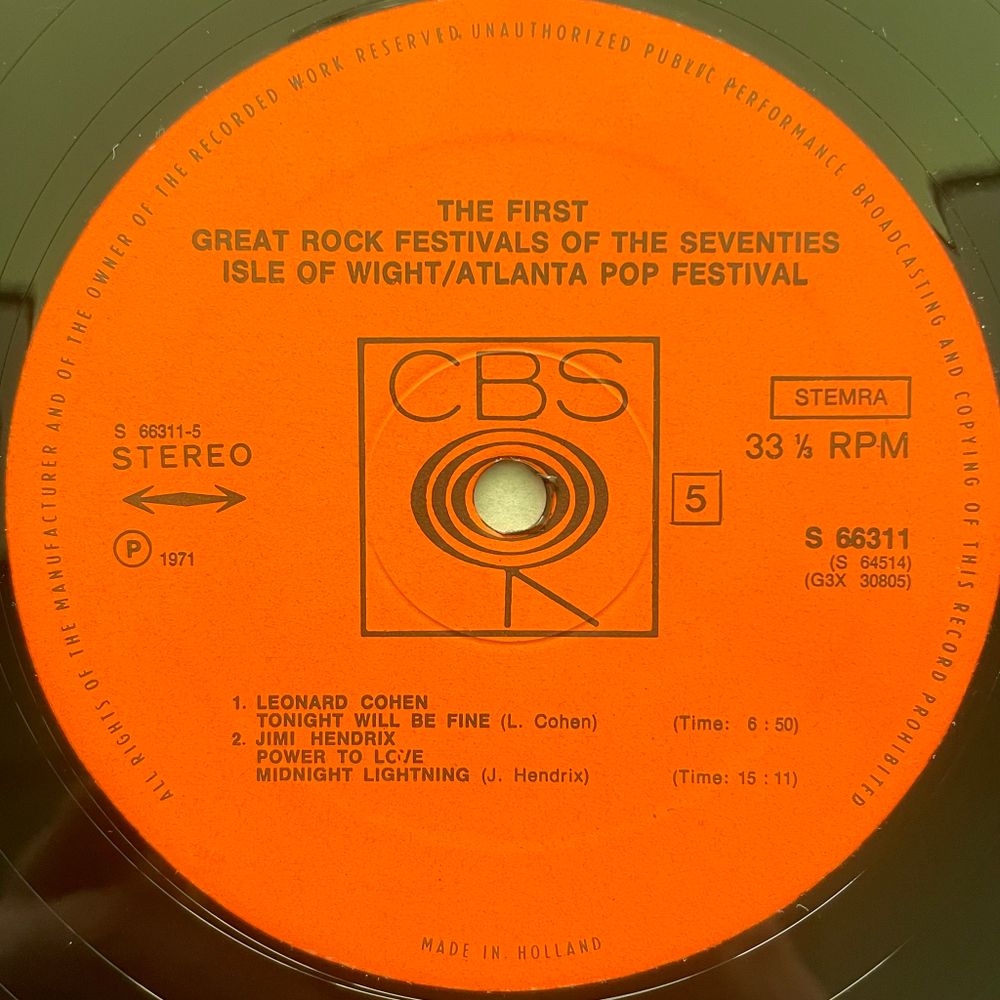 ALL RIGHTS OF THE MANUFACTURER AND OF THE OWNER OF THE RECORDED WORK RESERVED. UNAUTHORIZED PUBLIC PERFORMANCE BROADCASTING AND COPYING OF THIS RECORD PROHIBITED
THE FIRST
GREAT ROCK FESTIVALS OF THE SEVENTIES
ISLE OF WIGHT/ATLANTA POP FESTIVAL
CBS
STEMRA
S 66311-5
STEREO
33 ⅓ RPM
5
Ⓟ 1971
S 66311
(S 64514)
(G3X 30805)
1. LEONARD COHEN
TONIGHT WILL BE FINE (L. Cohen) (Time: 6 : 50)
2. JIMI HENDRIX
POWER TO LOVE
MIDNIGHT LIGHTNING (J. Hendrix) (Time: 15 : 11)
MADE IN HOLLAND